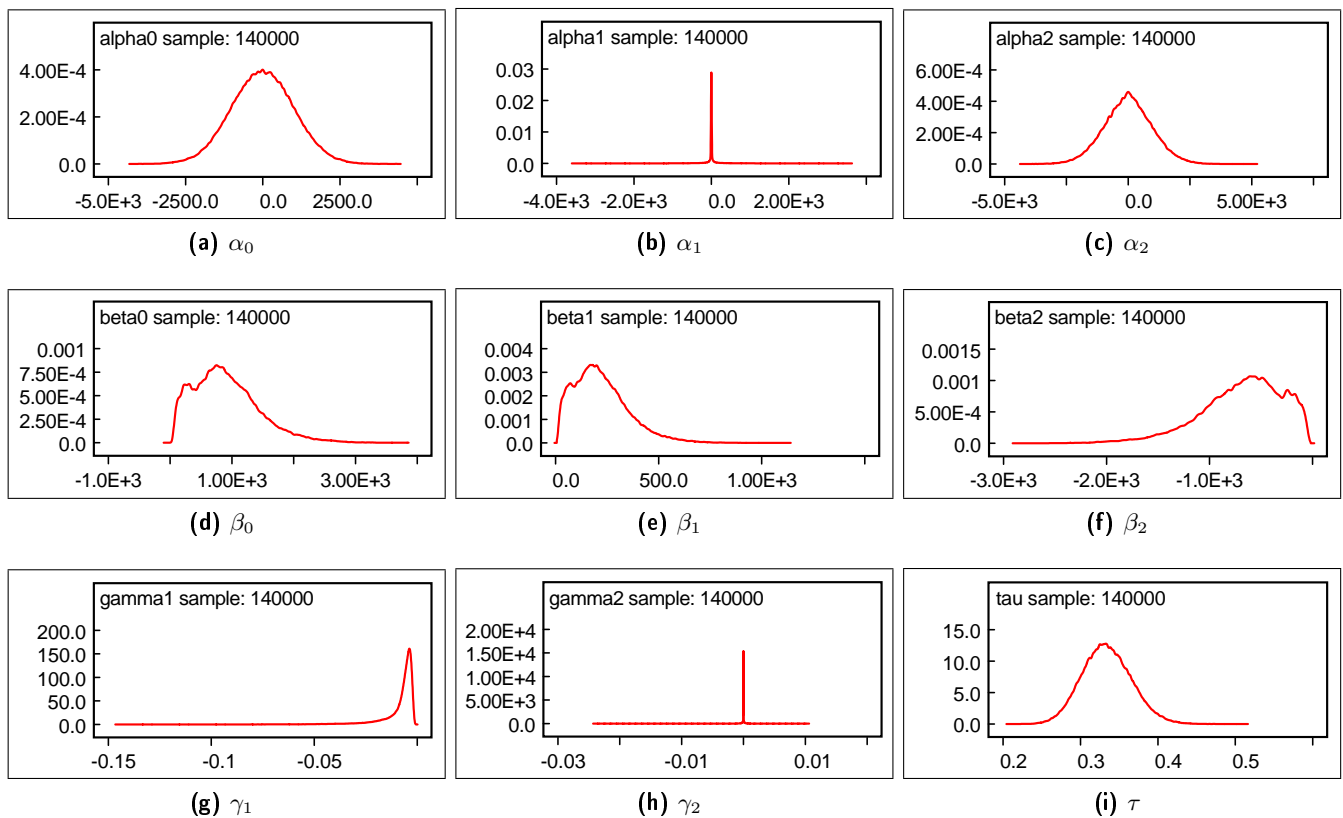 alpha0 sample: 140000
4.00E-4
2.00E-4
0.0
-5.0E+3 -2500.0 0.0 2500.0
(a) α₀
alpha1 sample: 140000
0.03
0.02
0.01
0.0
-4.0E+3 -2.0E+3 0.0 2.00E+3
(b) α₁
alpha2 sample: 140000
6.00E-4
4.00E-4
2.00E-4
0.0
-5.0E+3 0.0 5.00E+3
(c) α₂
beta0 sample: 140000
0.001
7.50E-4
5.00E-4
2.50E-4
0.0
-1.0E+3 1.00E+3 3.00E+3
(d) β₀
beta1 sample: 140000
0.004
0.003
0.002
0.001
0.0
0.0 500.0 1.00E+3
(e) β₁
beta2 sample: 140000
0.0015
0.001
5.00E-4
0.0
-3.0E+3 -2.0E+3 -1.0E+3
(f) β₂
gamma1 sample: 140000
200.0
150.0
100.0
50.0
0.0
-0.15 -0.1 -0.05
(g) γ₁
gamma2 sample: 140000
2.00E+4
1.50E+4
1.00E+4
5.00E+3
0.0
-0.03 -0.01 0.01
(h) γ₂
tau sample: 140000
15.0
10.0
5.0
0.0
0.2 0.3 0.4 0.5
(i) τ